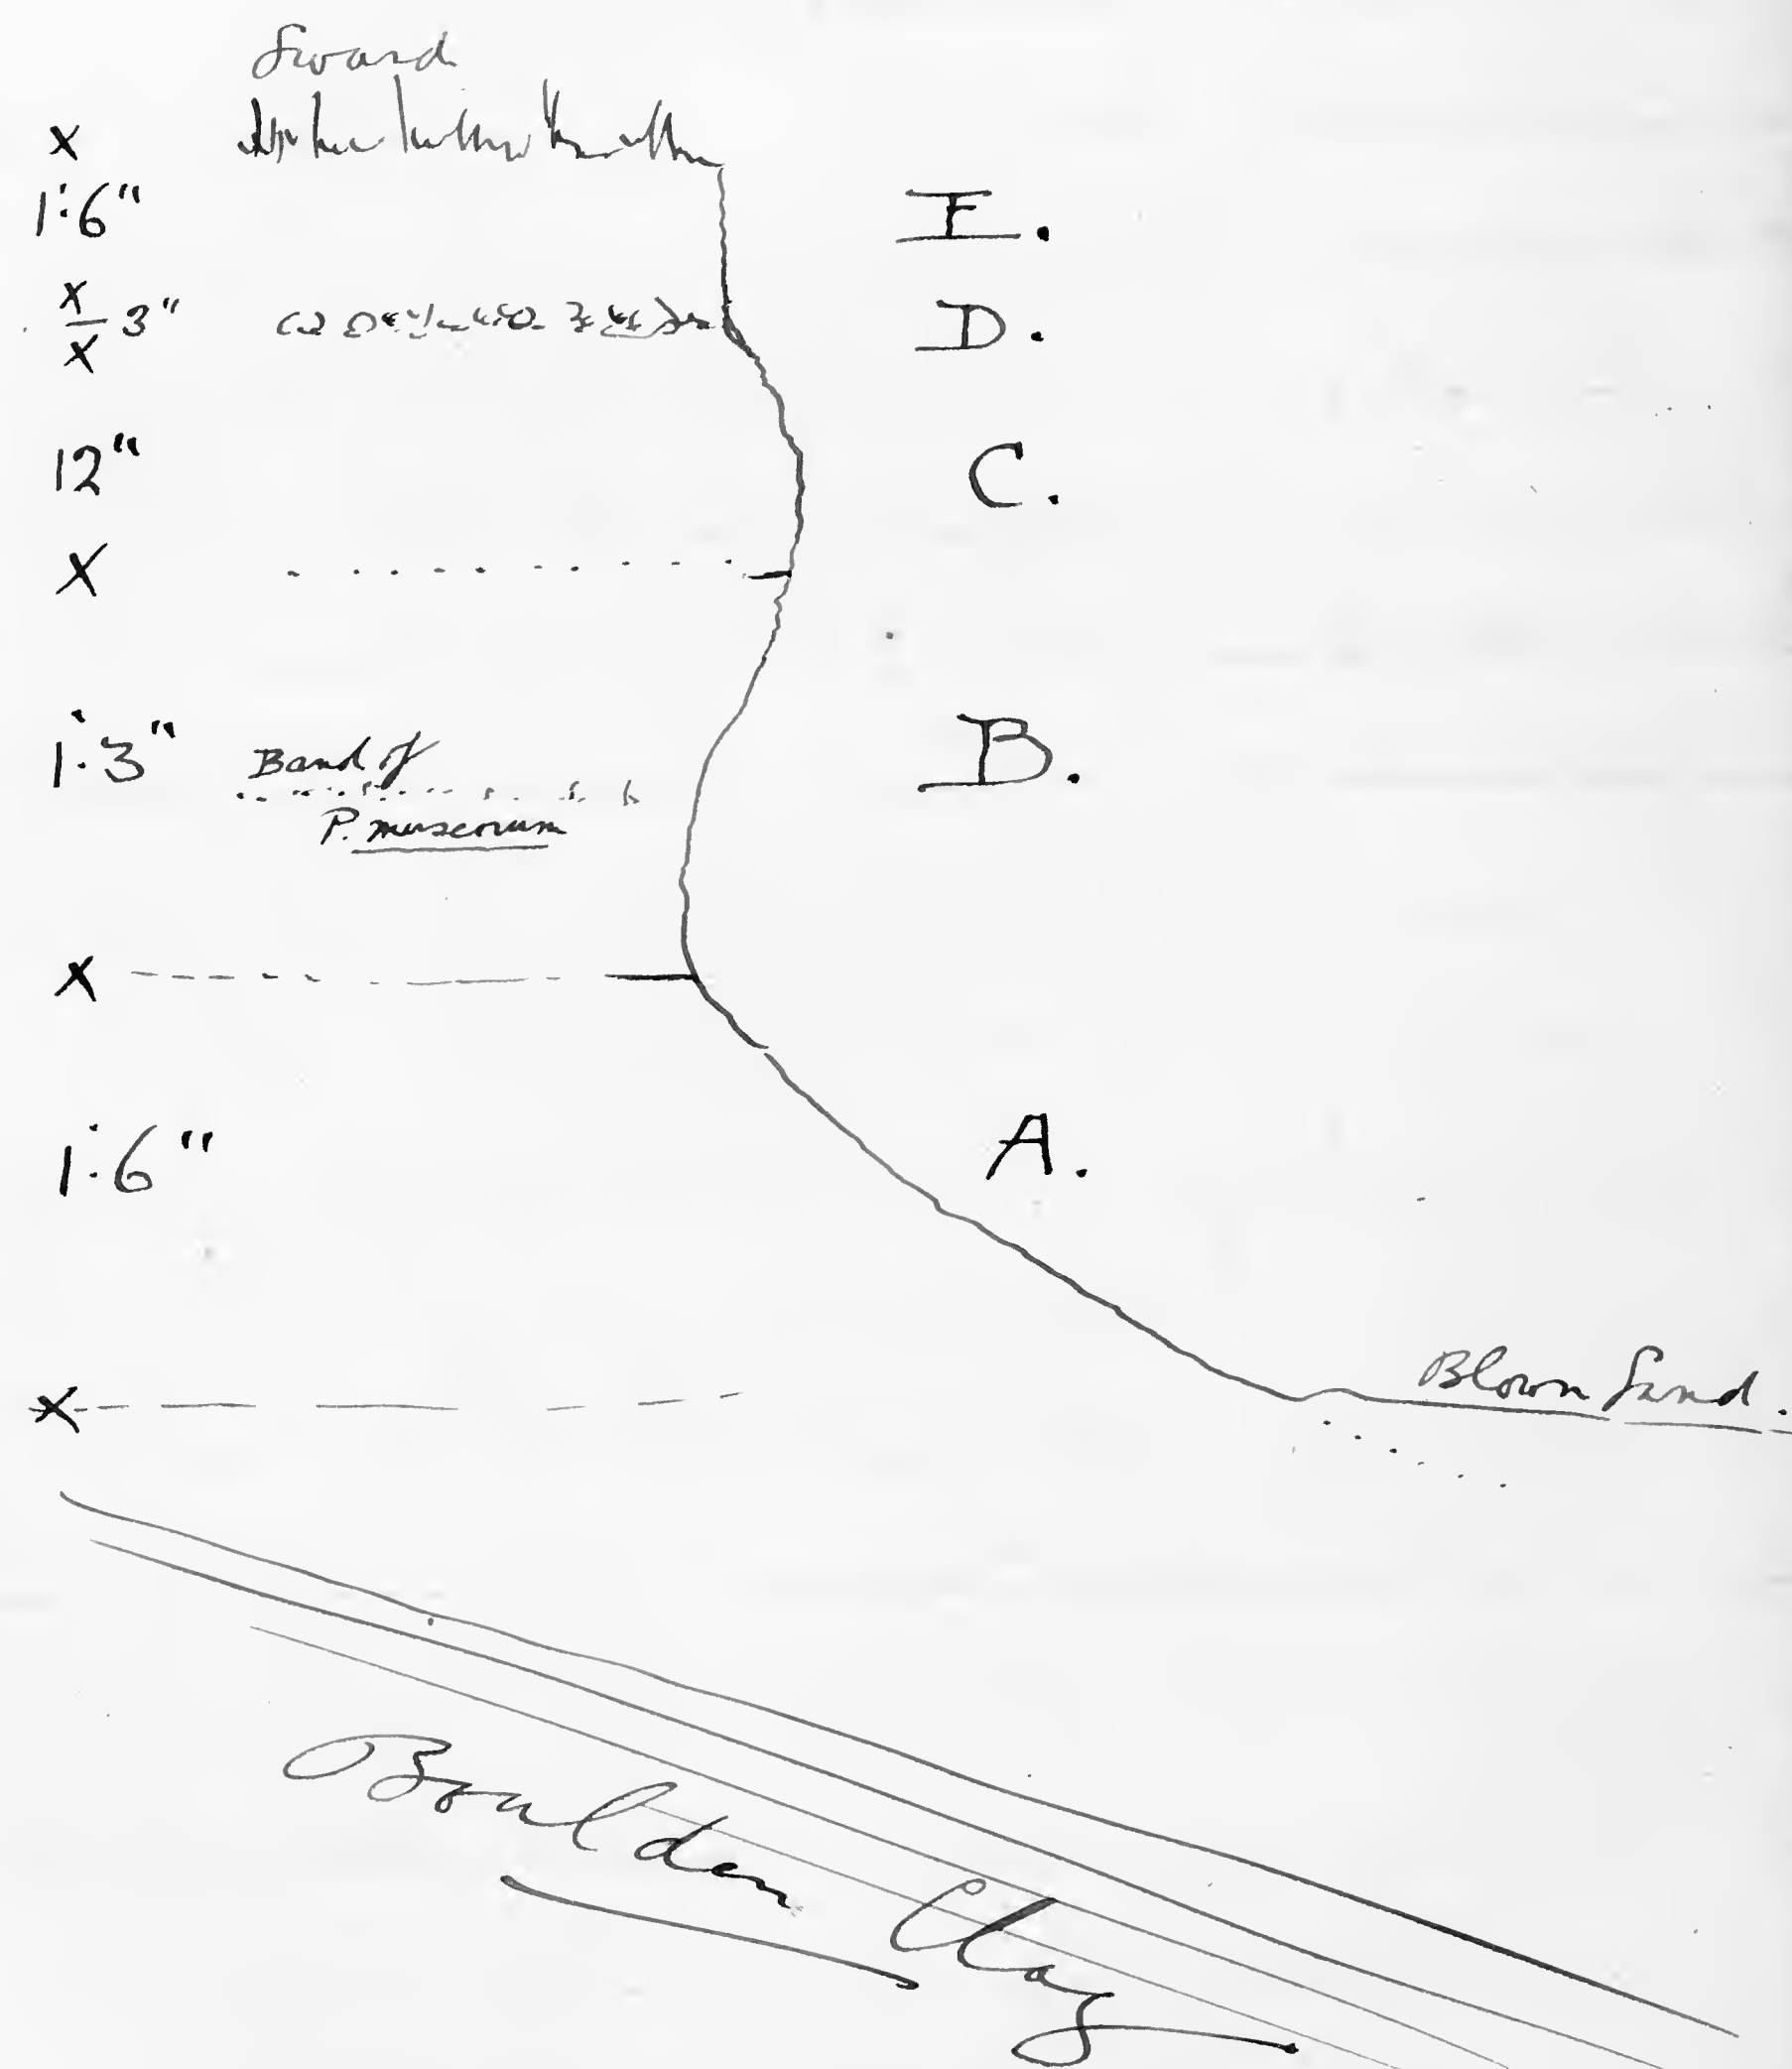 Sward
x
1'.6" E.
x
3" D.
x
12" C.
x
1'.3" Band of B.
P. muscorum
x
1'.6" A.
Blown Sand.
x
Boulder Clay